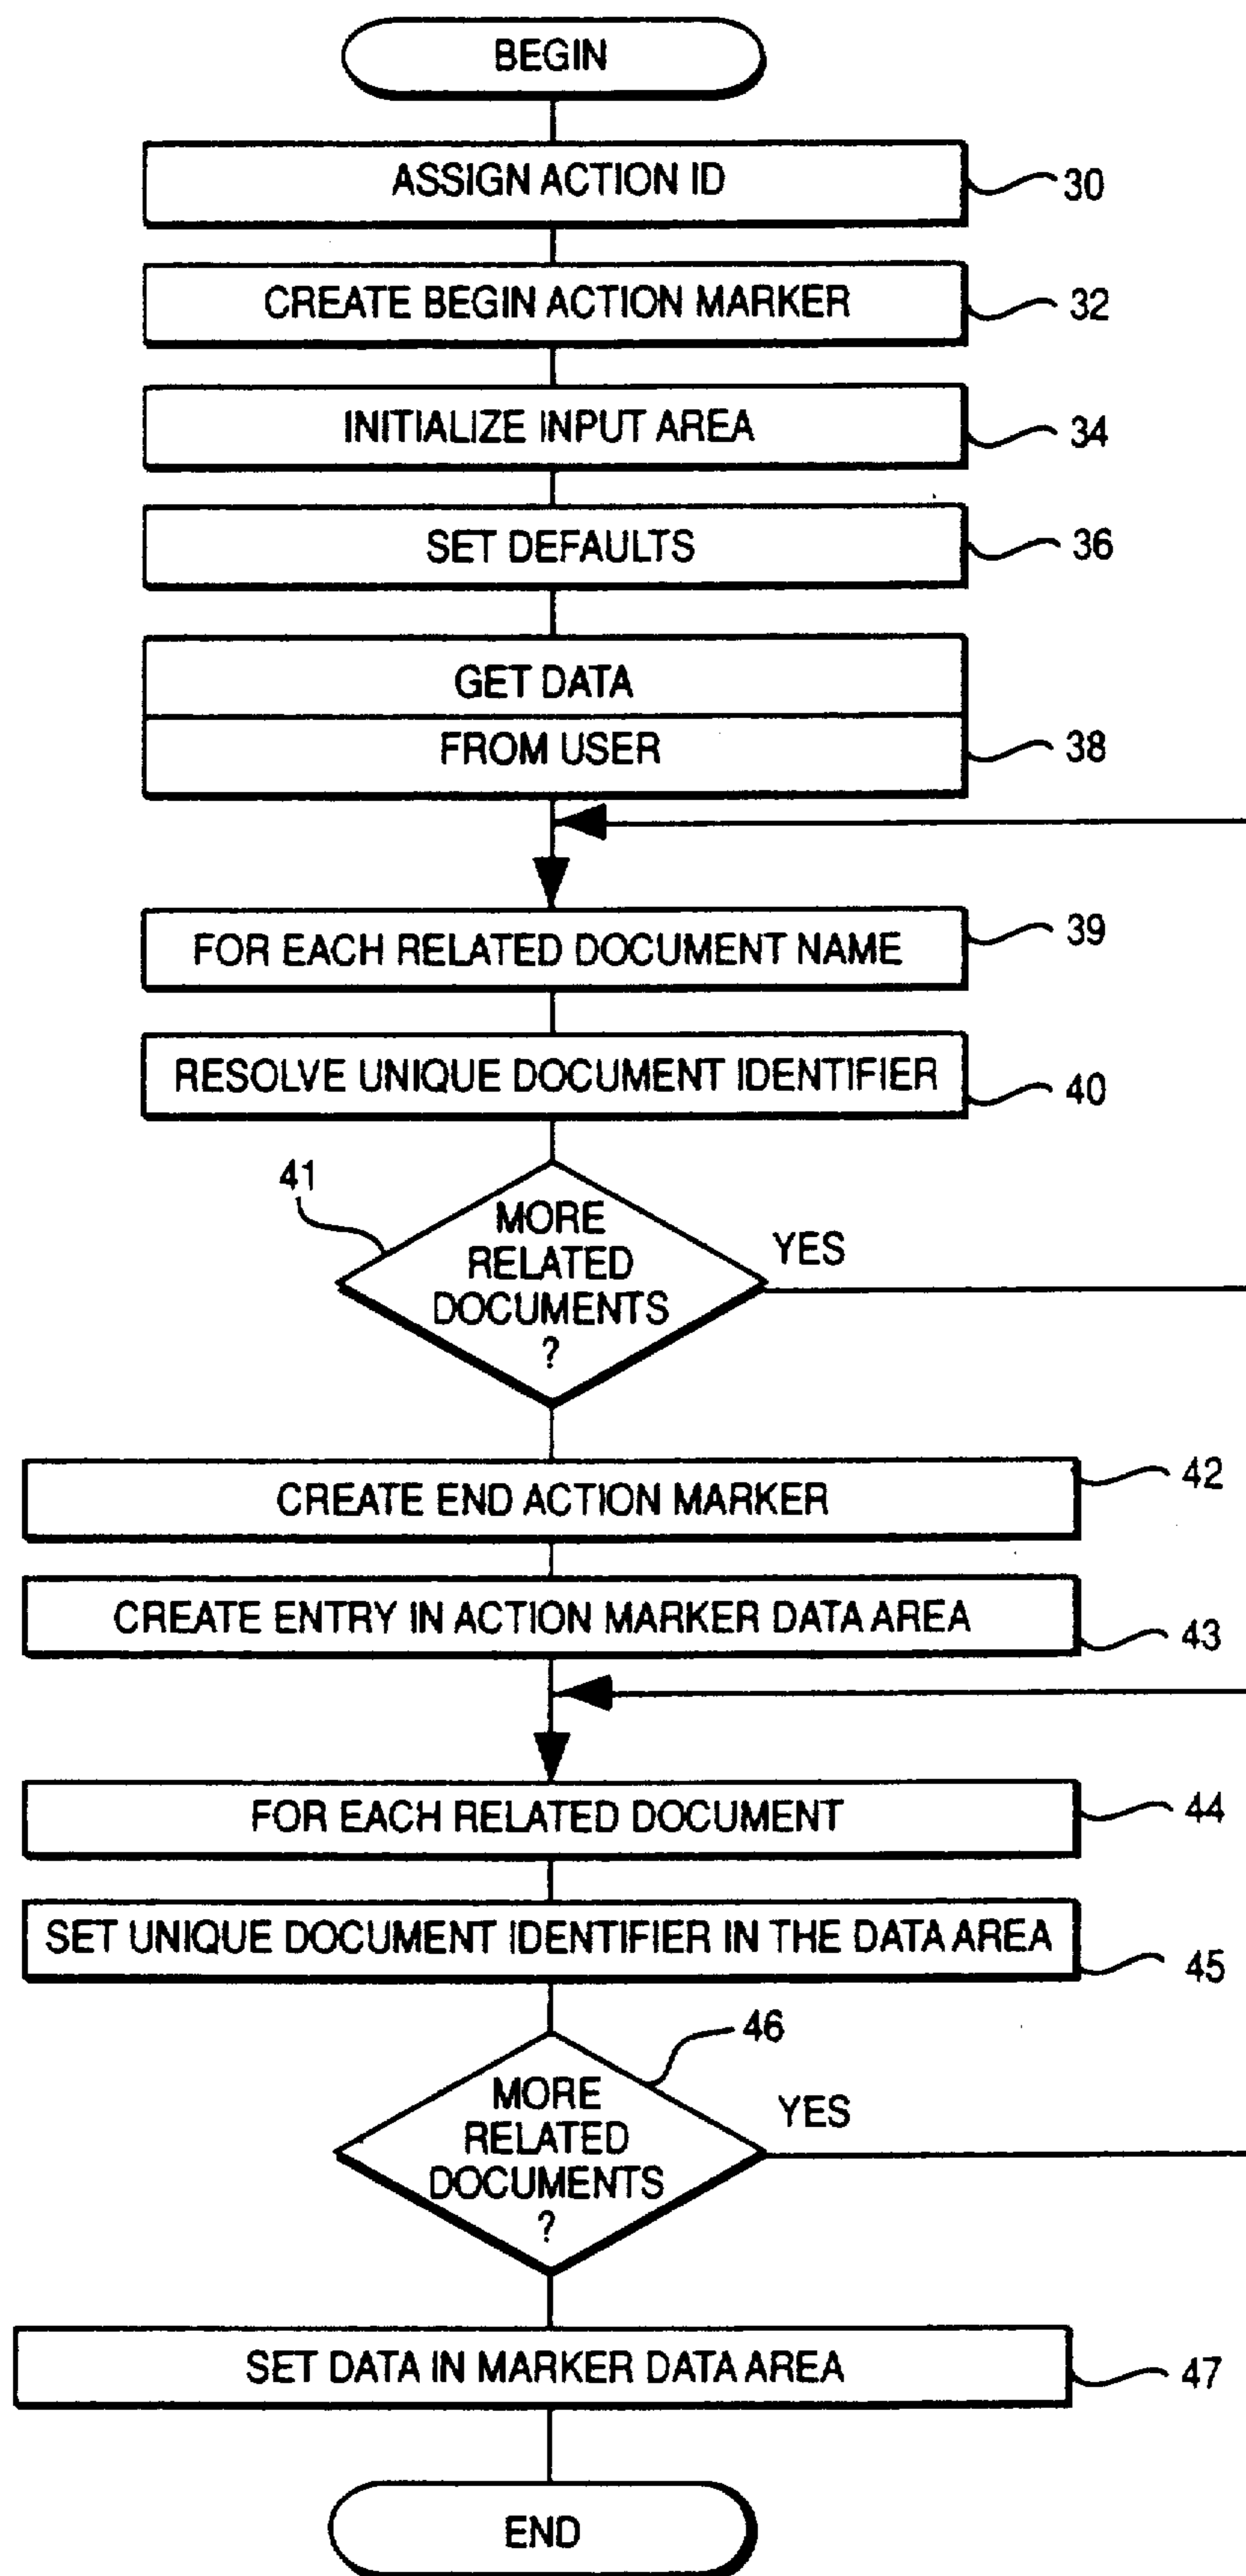 BEGIN
ASSIGN ACTION ID
30
CREATE BEGIN ACTION MARKER
32
INITIALIZE INPUT AREA
34
SET DEFAULTS
36
GET DATA
FROM USER
38
FOR EACH RELATED DOCUMENT NAME
39
RESOLVE UNIQUE DOCUMENT IDENTIFIER
40
41
MORE
RELATED
DOCUMENTS
?
YES
CREATE END ACTION MARKER
42
CREATE ENTRY IN ACTION MARKER DATA AREA
43
FOR EACH RELATED DOCUMENT
44
SET UNIQUE DOCUMENT IDENTIFIER IN THE DATA AREA
45
46
MORE
RELATED
DOCUMENTS
?
YES
SET DATA IN MARKER DATA AREA
47
END